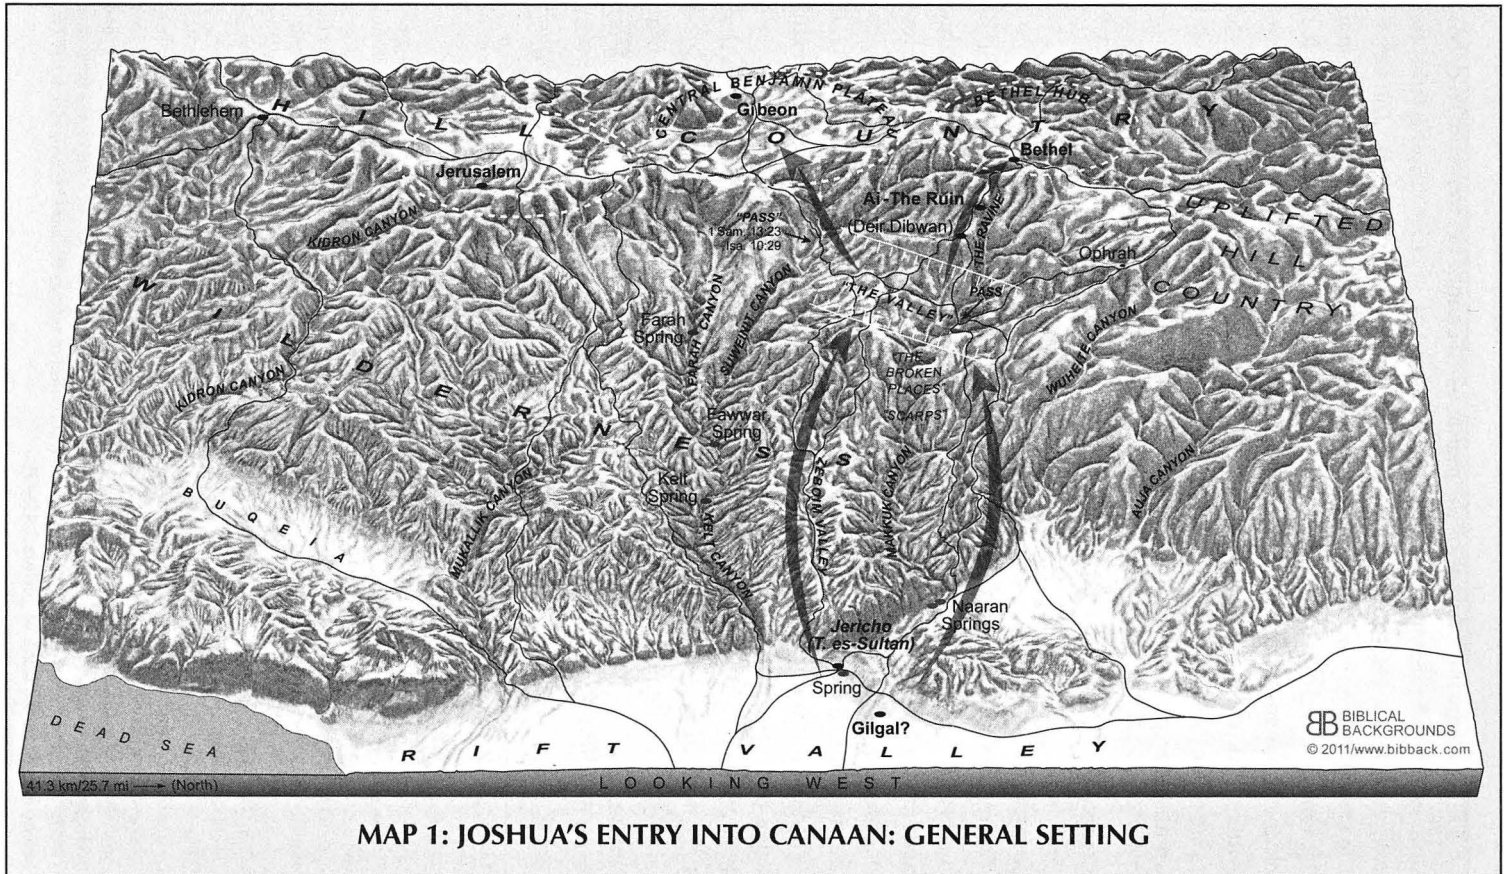 CENTRAL BENJAMIN PLATEAU
BETHEL HUB
Bethlehem
Gibeon
HILL COUNTRY
Bethel
Jerusalem
Ai-The Ruin
(Deir Dibwan)
UPLIFTED
HILL
COUNTRY
"PASS"
1 Sam. 13:23
Isa. 10:29
THE RAVINE
KIDRON CANYON
Ophrah
WILDERNESS
"THE VALLEY"
PASS
Farah
Spring
FARAH CANYON
SUWENIT CANYON
WUHEIT CANYON
"THE
BROKEN
PLACES"
"SCARPS"
KIDRON CANYON
Fawwar
Spring
ZEBOIM VALLEY
MAKKUK CANYON
AUJA CANYON
Kelt
Spring
KELT CANYON
BUQEIA
MUKALLIK CANYON
Naaran
Springs
Jericho
(T. es-Sultan)
Spring
Gilgal?
DEAD SEA
RIFT VALLEY
BB BIBLICAL
BACKGROUNDS
© 2011/www.bibback.com
41.3 km/25.7 mi (North)
LOOKING WEST
MAP 1: JOSHUA'S ENTRY INTO CANAAN: GENERAL SETTING